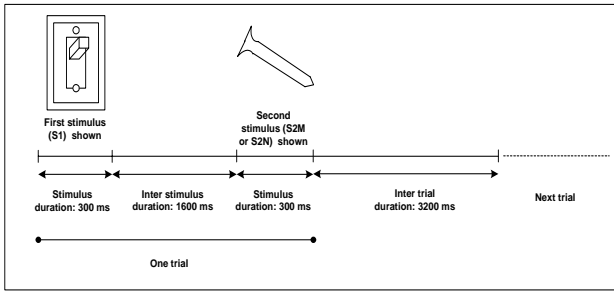 First stimulus
(S1) shown
Second
stimulus (S2M
or S2N) shown
Stimulus
duration: 300 ms
Inter stimulus
duration: 1600 ms
Stimulus
duration: 300 ms
Inter trial
duration: 3200 ms
Next trial
One trial